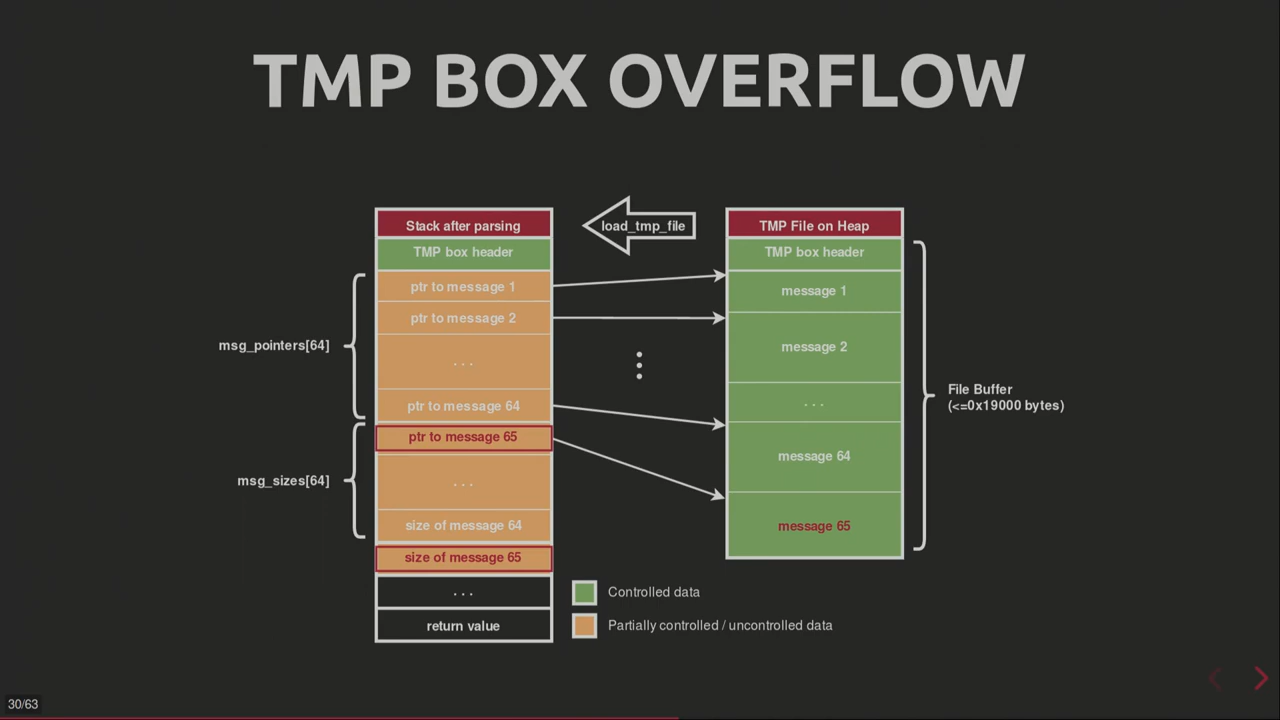 TMP BOX OVERFLOW
Stack after parsing
TMP box header
ptr to message 1
ptr to message 2
...
ptr to message 64
ptr to message 65
...
size of message 64
size of message 65
...
return value
msg_pointers[64]
msg_sizes[64]
load_tmp_file
TMP File on Heap
TMP box header
message 1
message 2
...
message 64
message 65
File Buffer
(<=0x19000 bytes)
Controlled data
Partially controlled / uncontrolled data
30/63